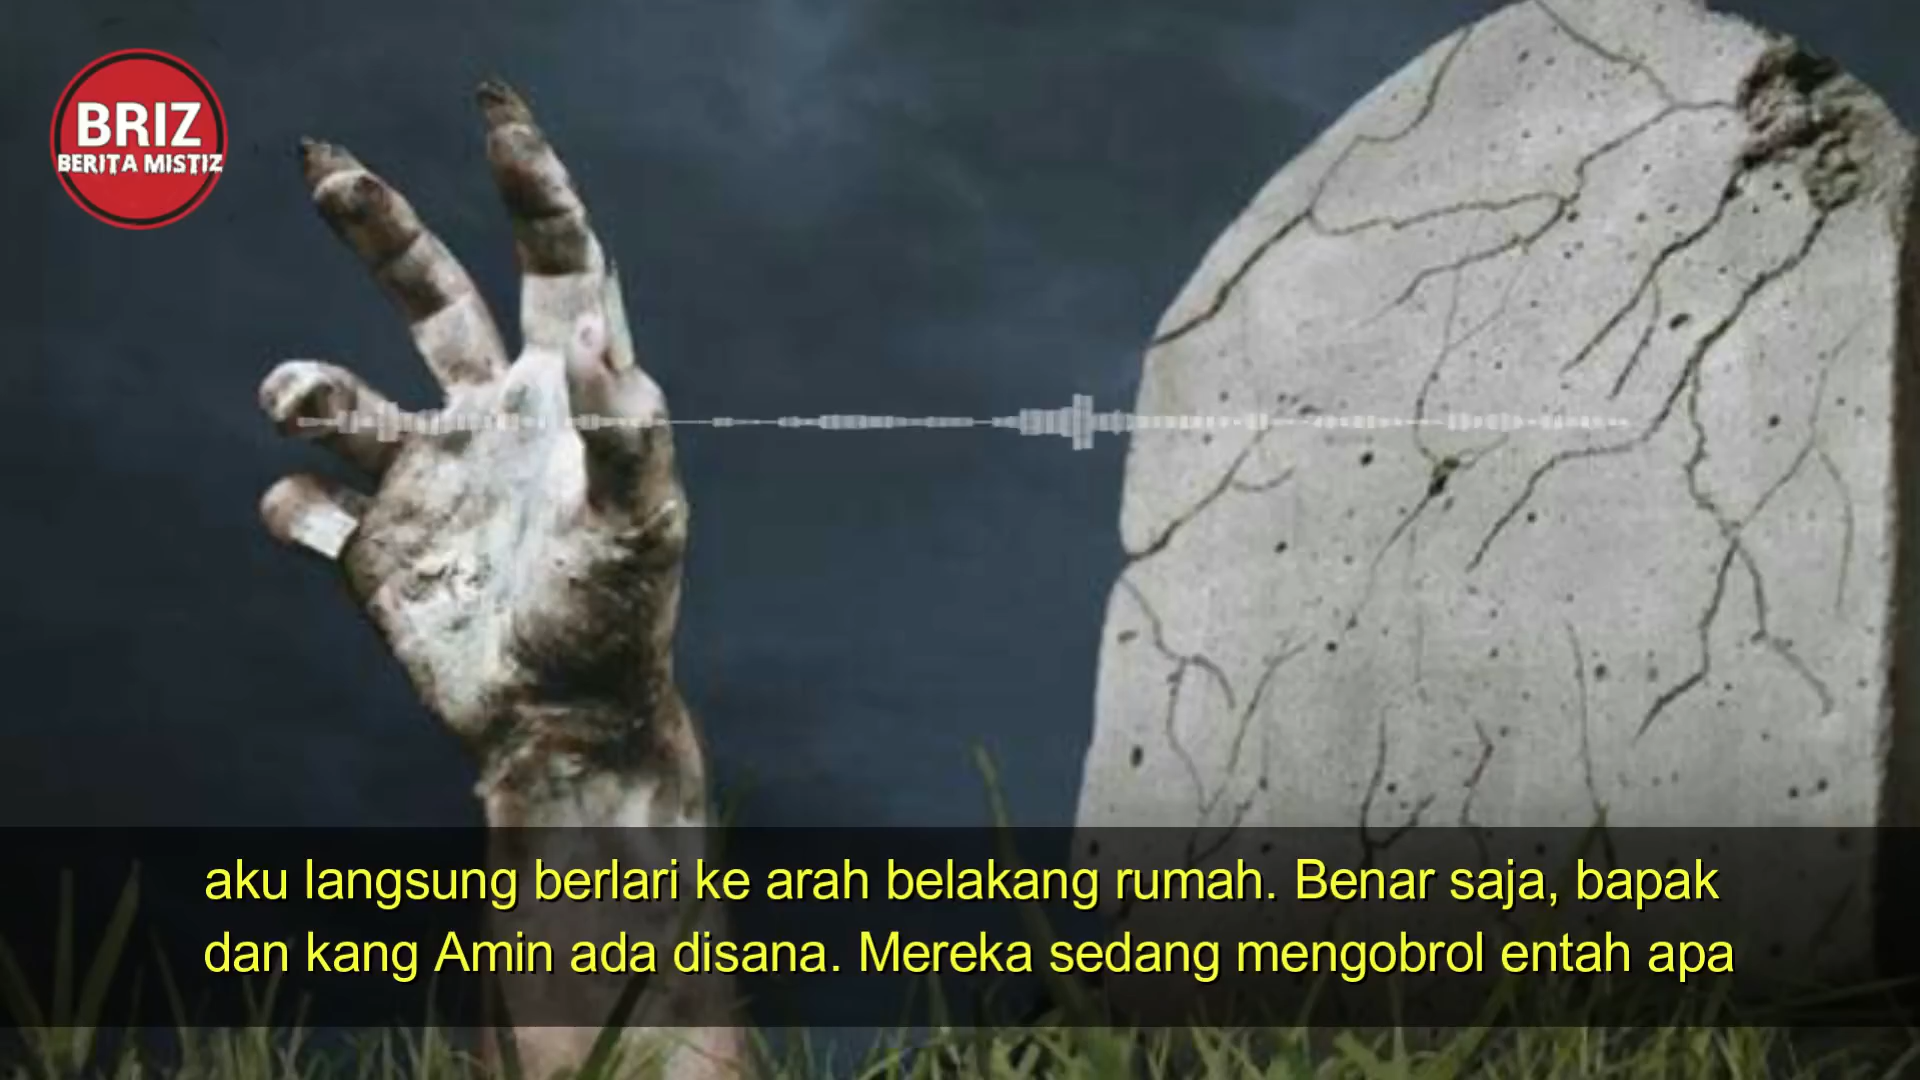 BRIZ
BERITA MISTIZ
aku langsung berlari ke arah belakang rumah. Benar saja, bapak
dan kang Amin ada disana. Mereka sedang mengobrol entah apa